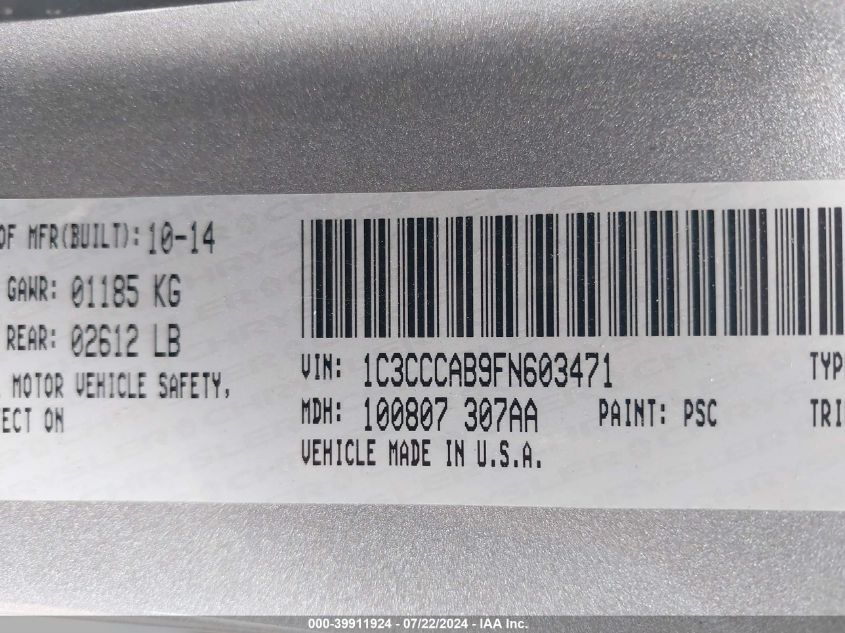 OF MFR(BUILT): 10-14
GAWR: 01185 KG
REAR: 02612 LB
MOTOR VEHICLE SAFETY,
ECT ON
VIN: 1C3CCCAB9FN603471
TYP
MDH: 100807 307AA PAINT: PSC
TRI
VEHICLE MADE IN U.S.A.
000-39911924 - 07/22/2024 - IAA Inc.